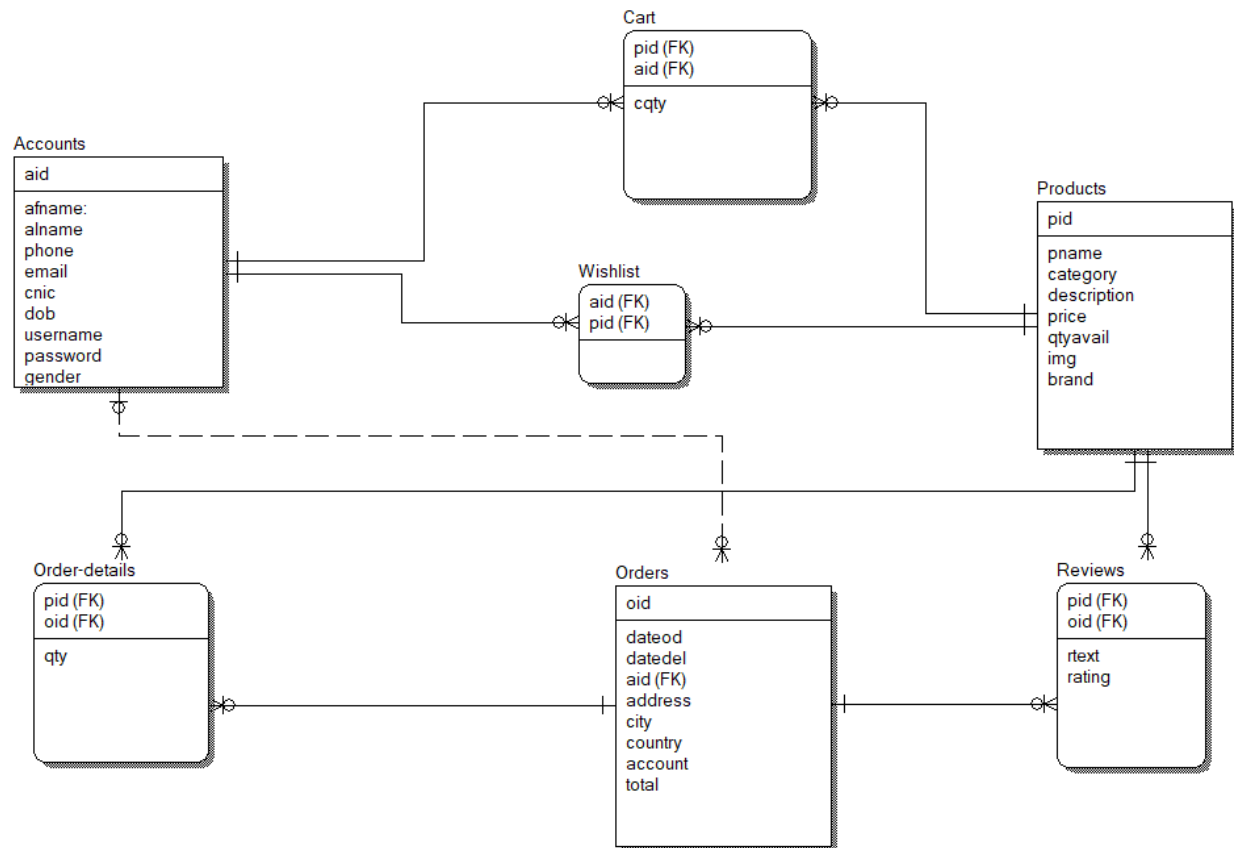 Cart
pid (FK)
aid (FK)
cqty
Accounts
aid
afname:
alname
phone
email
cnic
dob
username
password
gender
Wishlist
aid (FK)
pid (FK)
Products
pid
pname
category
description
price
qtyavail
img
brand
Order-details
pid (FK)
oid (FK)
qty
Orders
oid
dateod
datedel
aid (FK)
address
city
country
account
total
Reviews
pid (FK)
oid (FK)
rtext
rating